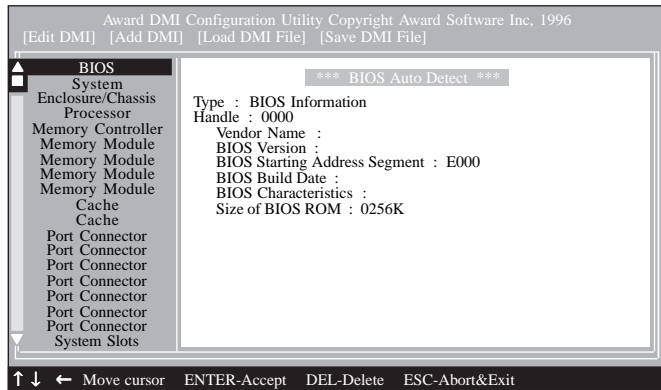 Award DMI Configuration Utility Copyright Award Software Inc, 1996
[Edit DMI] [Add DMI] [Load DMI File] [Save DMI File]
BIOS
System
Enclosure/Chassis
Processor
Memory Controller
Memory Module
Memory Module
Memory Module
Memory Module
Cache
Cache
Port Connector
Port Connector
Port Connector
Port Connector
Port Connector
Port Connector
Port Connector
System Slots
*** BIOS Auto Detect ***
Type : BIOS Information
Handle : 0000
Vendor Name :
BIOS Version :
BIOS Starting Address Segment : E000
BIOS Build Date :
BIOS Characteristics :
Size of BIOS ROM : 0256K
↑↓ ← Move cursor ENTER-Accept DEL-Delete ESC-Abort&Exit